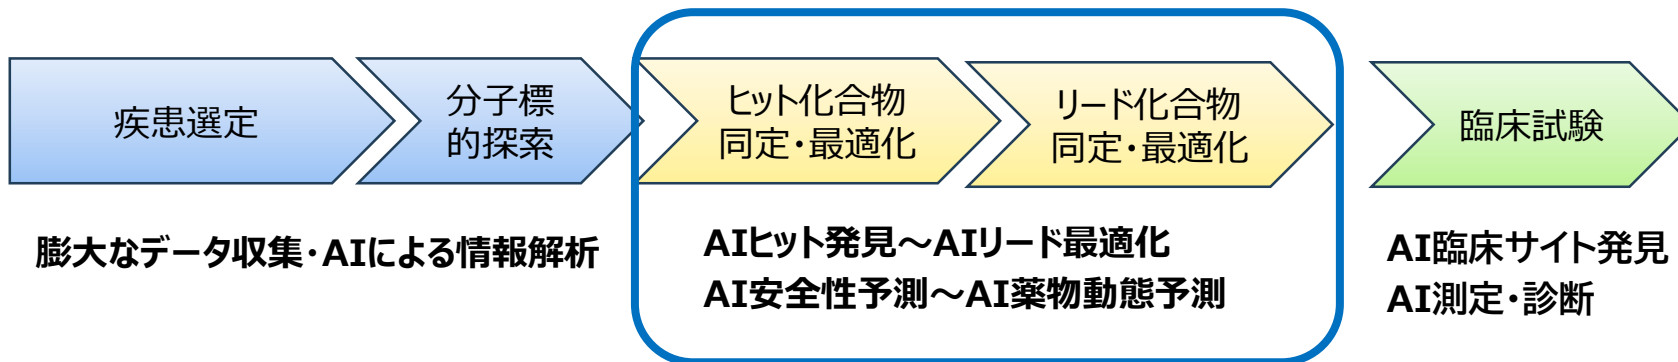 疾患選定
分子標
的探索
ヒット化合物
同定・最適化
リード化合物
同定・最適化
臨床試験
膨大なデータ収集・AIによる情報解析
AIヒット発見～AIリード最適化
AI安全性予測～AI薬物動態予測
AI臨床サイト発見
AI測定・診断